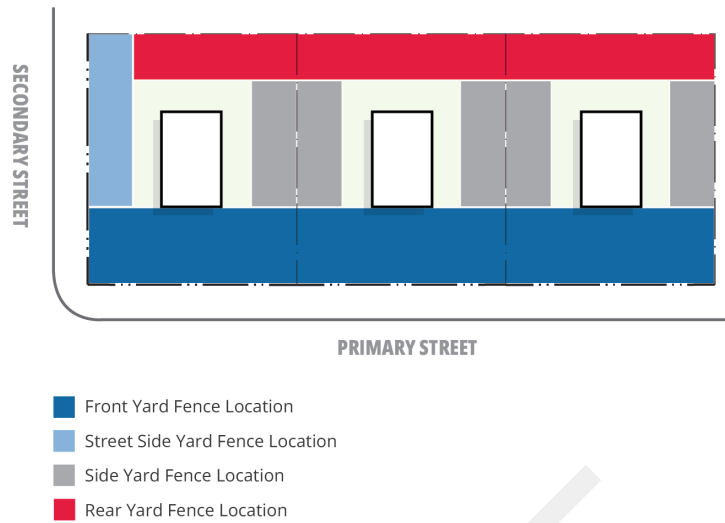 SECONDARY STREET
PRIMARY STREET
Front Yard Fence Location
Street Side Yard Fence Location
Side Yard Fence Location
Rear Yard Fence Location